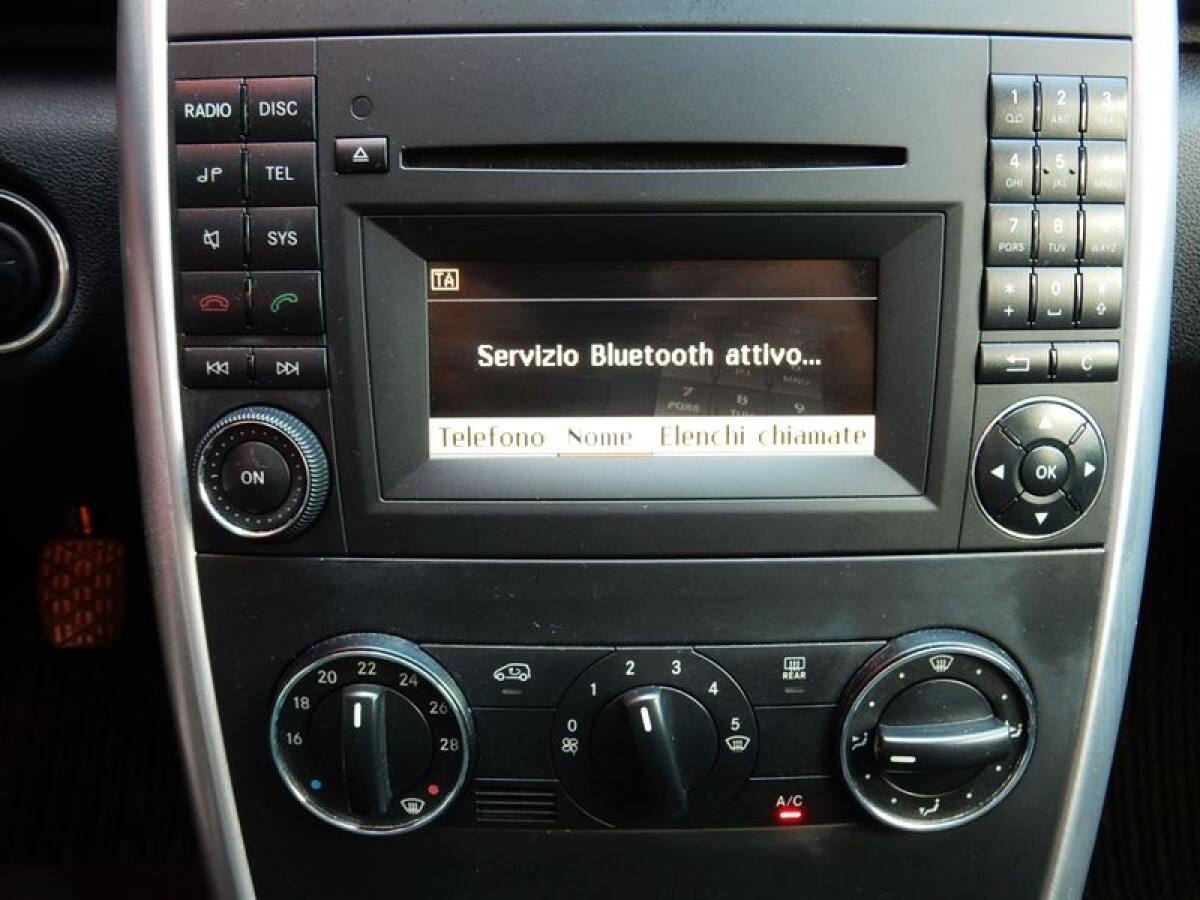 RADIO DISC
TEL
SYS
ON
TA
Servizio Bluetooth attivo...
Telefono Nome Elenchi chiamate
1 2 3
ABC
4 5
GHI JKL MNO
7 8 9
PQRS TUV WXYZ
* 0 #
+
C
OK
16 18 20 22 24 26 28
0 1 2 3 4 5
REAR
A/C